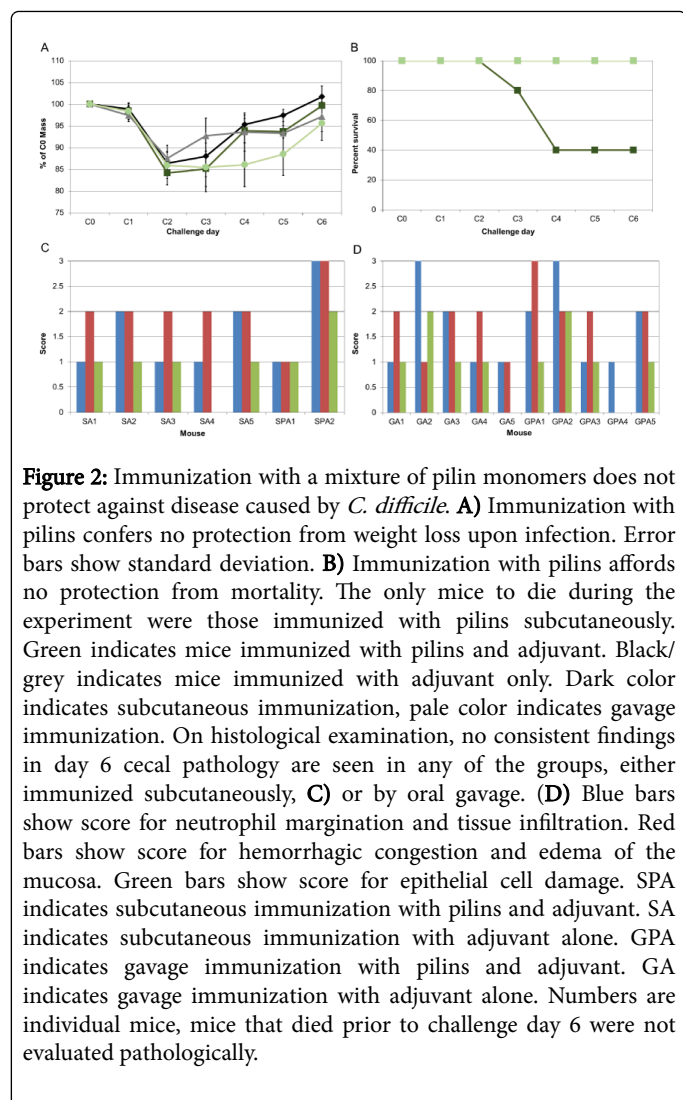 A
B
110
105
100
95
90
85
80
75
% of C0 Mass
C0 C1 C2 C3 C4 C5 C6
Challenge day
100
80
60
40
20
0
Percent survival
C0 C1 C2 C3 C4 C5 C6
Challenge day
C
D
3
2.5
2
1.5
1
0.5
0
Score
SA1 SA2 SA3 SA4 SA5 SPA1 SPA2
Mouse
3
2.5
2
1.5
1
0.5
0
Score
GA1 GA2 GA3 GA4 GA5 GPA1 GPA2 GPA3 GPA4 GPA5
Mouse
Figure 2: Immunization with a mixture of pilin monomers does not
protect against disease caused by C. difficile. A) Immunization with
pilins confers no protection from weight loss upon infection. Error
bars show standard deviation. B) Immunization with pilins affords
no protection from mortality. The only mice to die during the
experiment were those immunized with pilins subcutaneously.
Green indicates mice immunized with pilins and adjuvant. Black/
grey indicates mice immunized with adjuvant only. Dark color
indicates subcutaneous immunization, pale color indicates gavage
immunization. On histological examination, no consistent findings
in day 6 cecal pathology are seen in any of the groups, either
immunized subcutaneously, C) or by oral gavage. (D) Blue bars
show score for neutrophil margination and tissue infiltration. Red
bars show score for hemorrhagic congestion and edema of the
mucosa. Green bars show score for epithelial cell damage. SPA
indicates subcutaneous immunization with pilins and adjuvant. SA
indicates subcutaneous immunization with adjuvant alone. GPA
indicates gavage immunization with pilins and adjuvant. GA
indicates gavage immunization with adjuvant alone. Numbers are
individual mice, mice that died prior to challenge day 6 were not
evaluated pathologically.